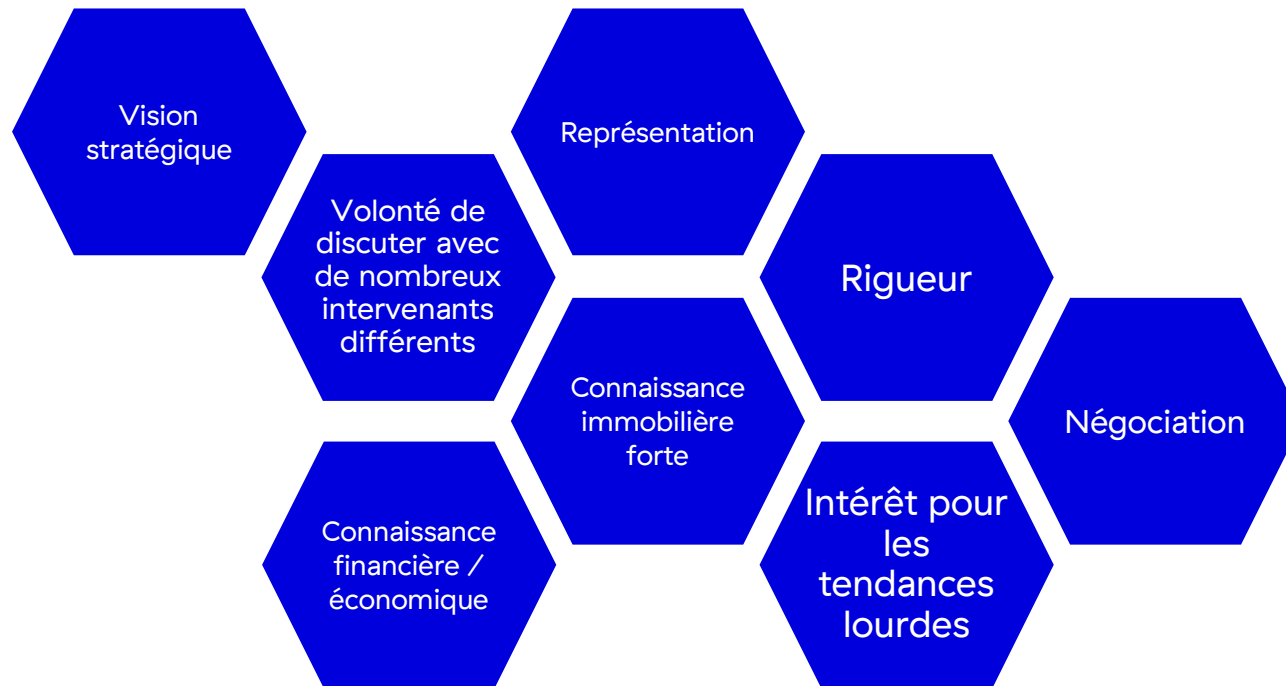 Vision
stratégique
Représentation
Volonté de
discuter avec
de nombreux
intervenants
différents
Rigueur
Connaissance
immobilière
forte
Négociation
Connaissance
financière /
économique
Intérêt pour
les
tendances
lourdes